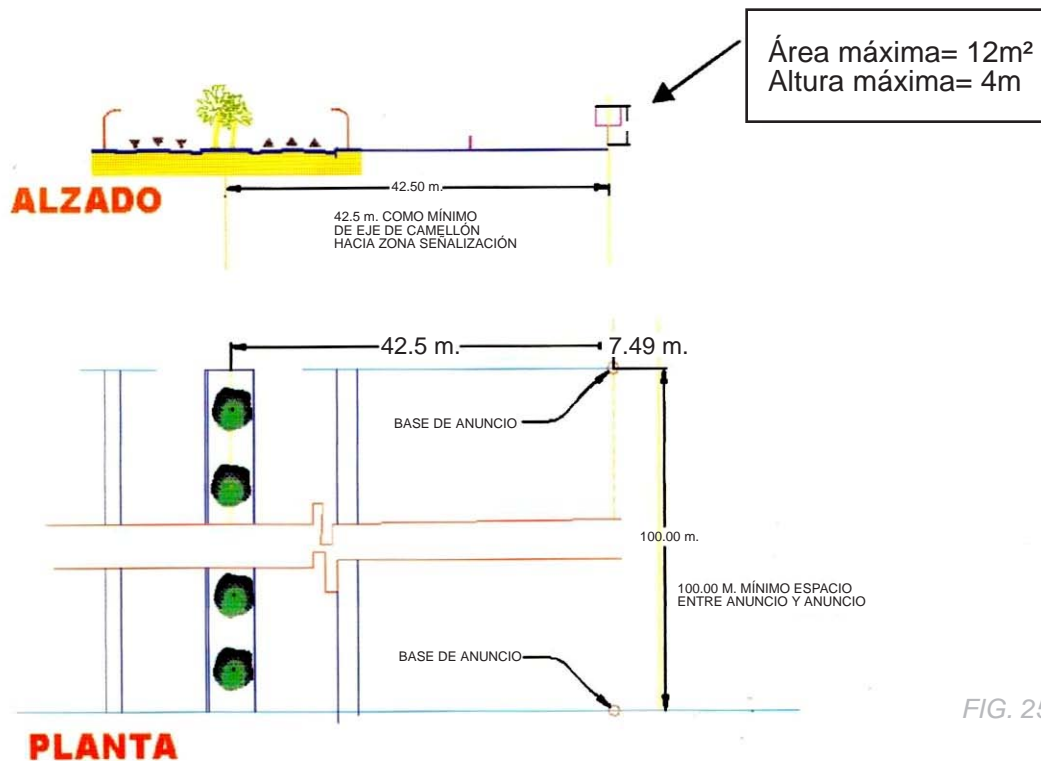 Área máxima= 12m²
Altura máxima= 4m
ALZADO
42.50 m.
42.5 m. COMO MÍNIMO
DE EJE DE CAMELLÓN
HACIA ZONA SEÑALIZACIÓN
42.5 m.
7.49 m.
BASE DE ANUNCIO
100.00 m.
100.00 M. MÍNIMO ESPACIO
ENTRE ANUNCIO Y ANUNCIO
BASE DE ANUNCIO
FIG. 25
PLANTA